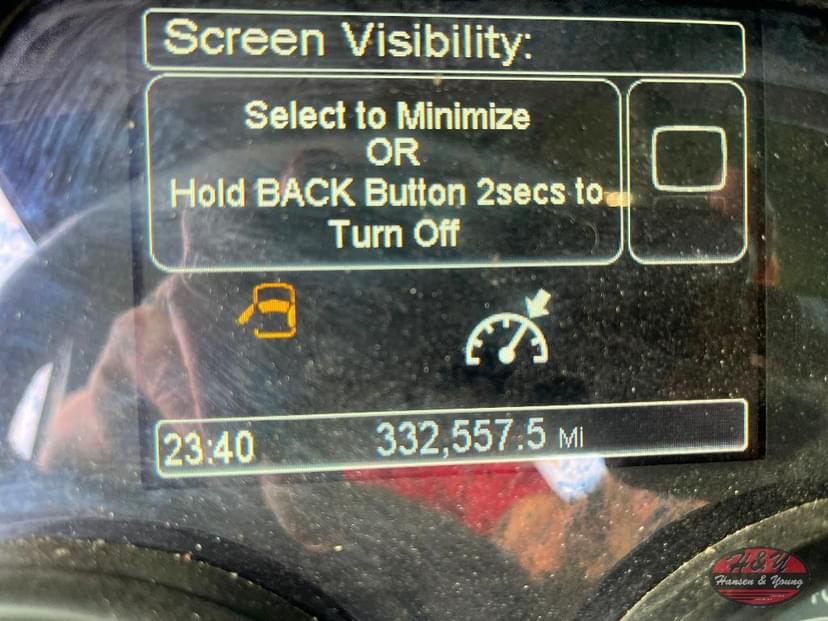 Screen Visibility:
Select to Minimize
OR
Hold BACK Button 2secs to
Turn Off
23:40 332,557.5 Mi
H&Y
Hansen & Young